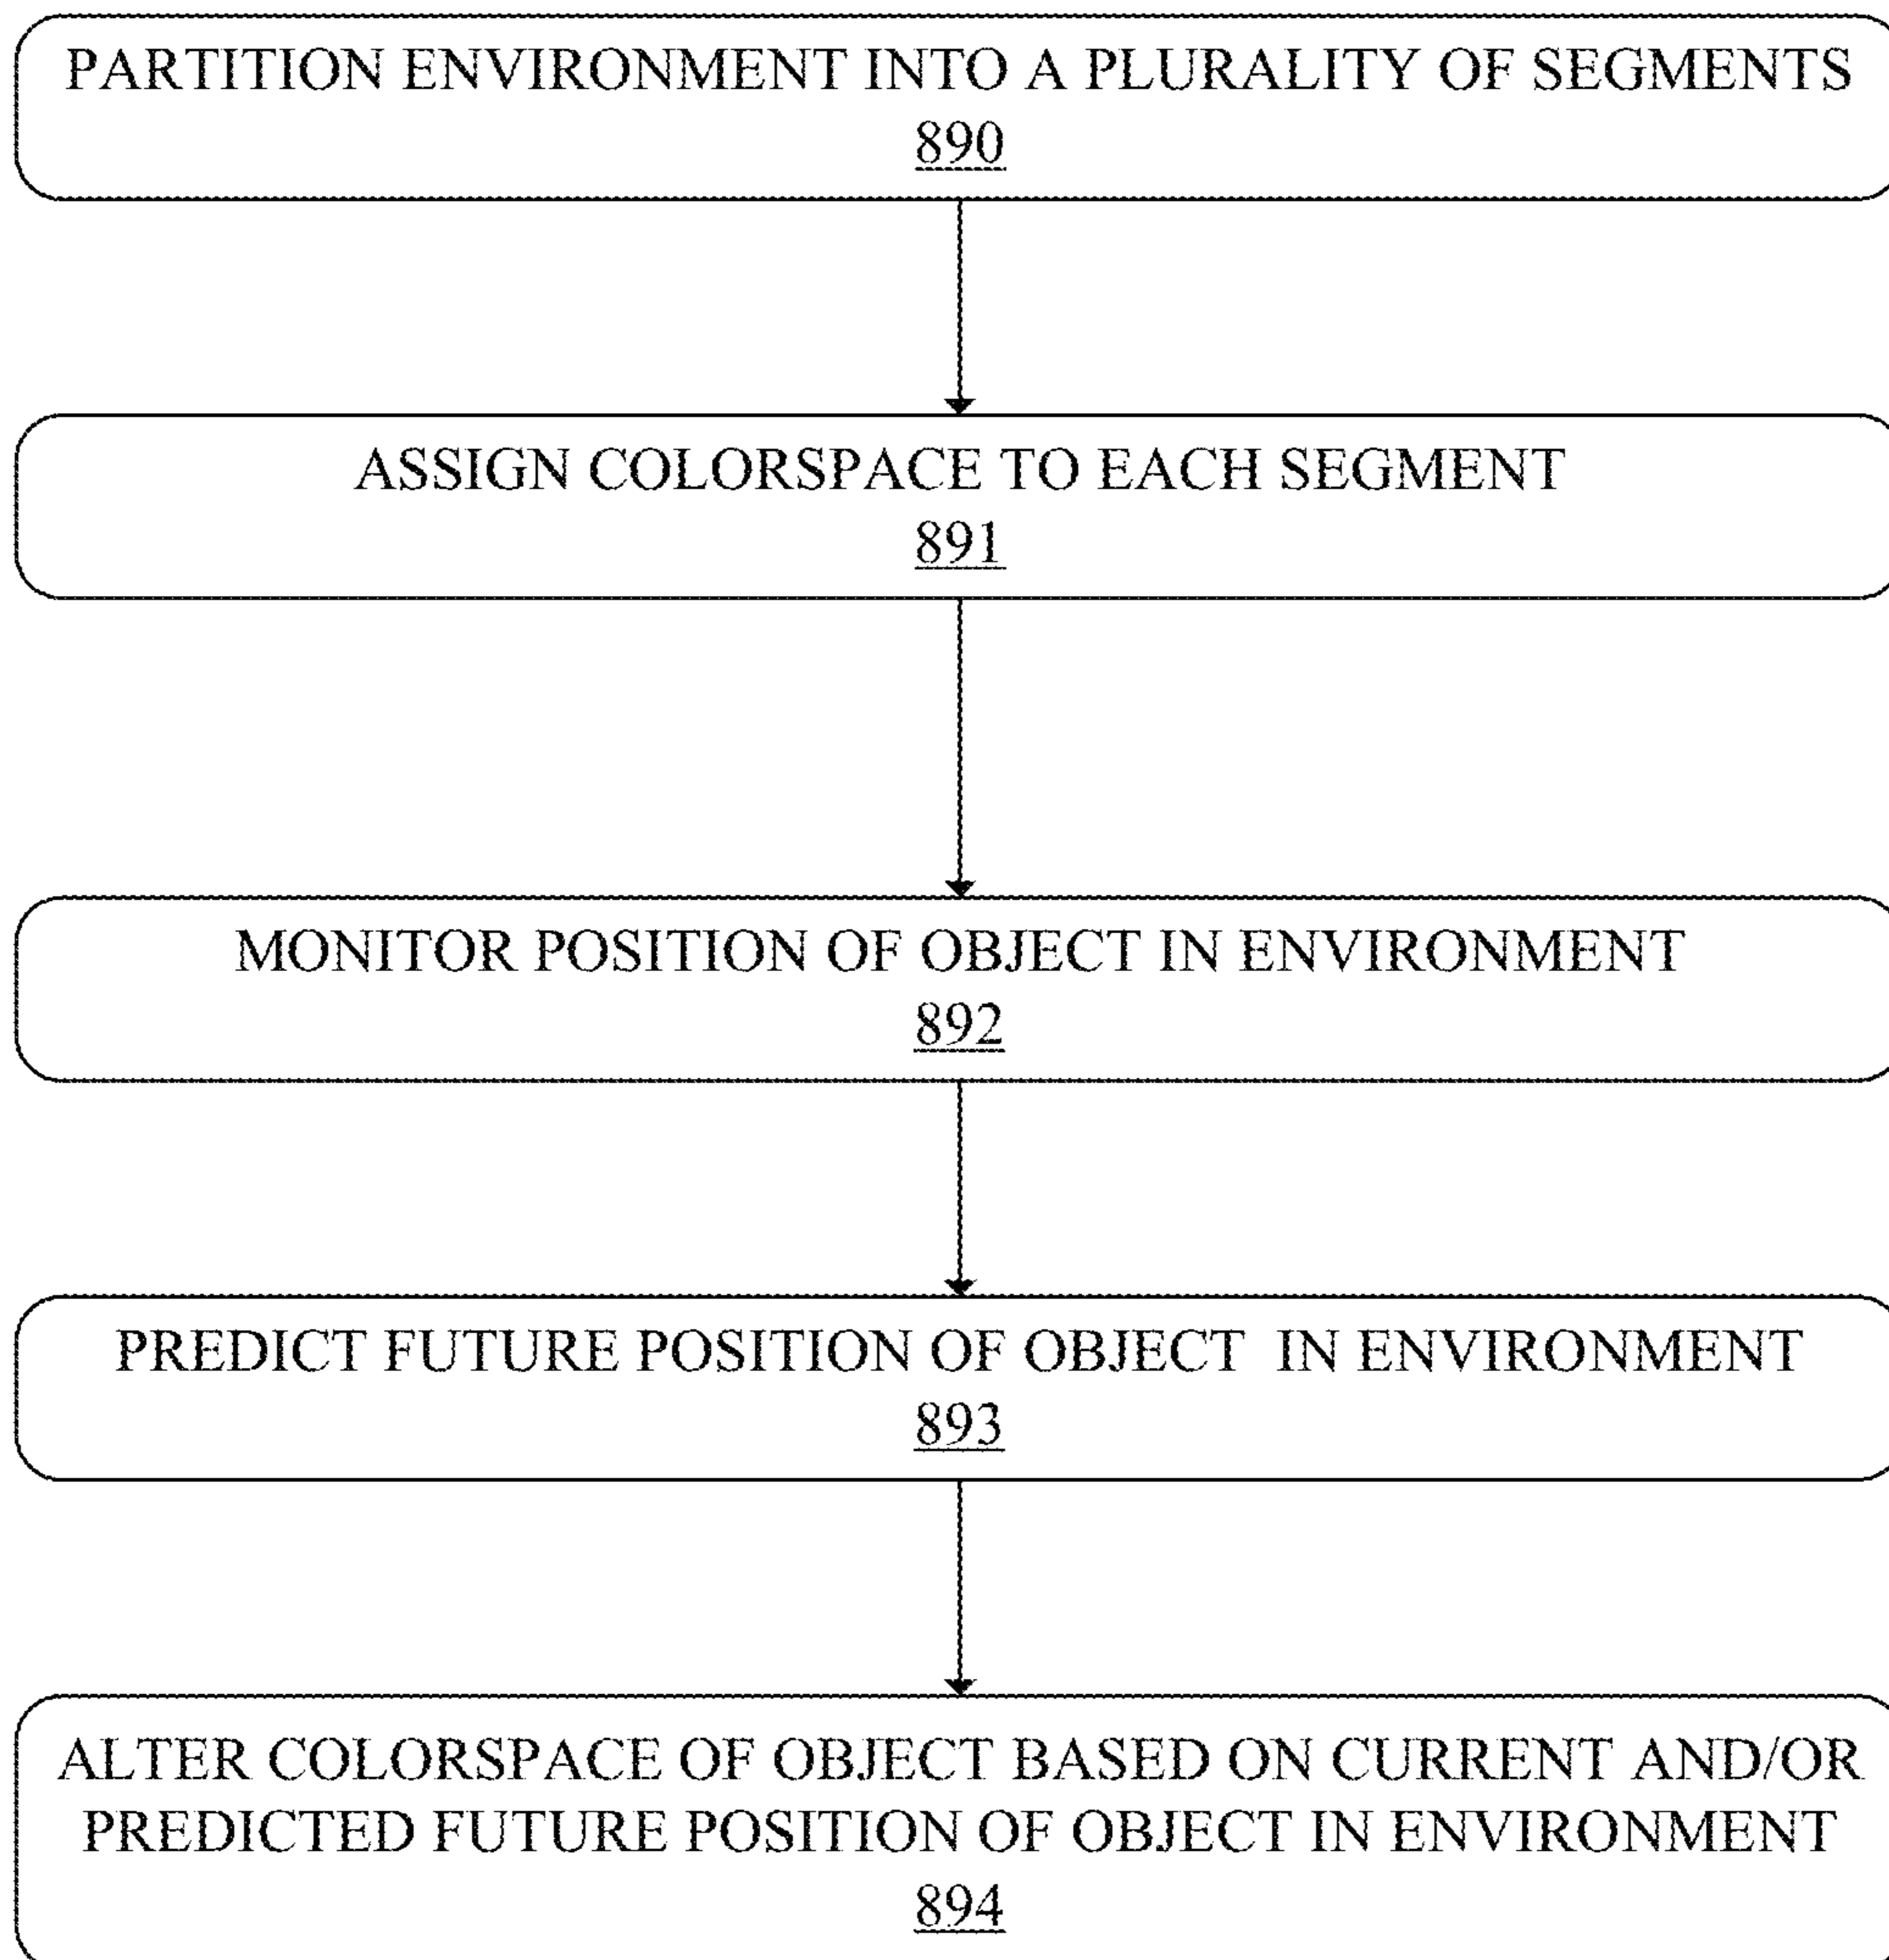 PARTITION ENVIRONMENT INTO A PLURALITY OF SEGMENTS
890
ASSIGN COLORSPACE TO EACH SEGMENT
891
MONITOR POSITION OF OBJECT IN ENVIRONMENT
892
PREDICT FUTURE POSITION OF OBJECT IN ENVIRONMENT
893
ALTER COLORSPACE OF OBJECT BASED ON CURRENT AND/OR
PREDICTED FUTURE POSITION OF OBJECT IN ENVIRONMENT
894